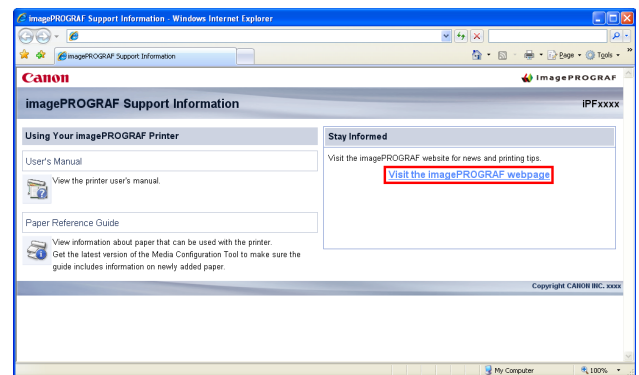 imagePROGRAF Support Information - Windows Internet Explorer
imagePROGRAF Support Information
Page
Tools
Canon
imagePROGRAF
imagePROGRAF Support Information
iPFxxxx
Using Your imagePROGRAF Printer
User's Manual
View the printer user's manual.
Paper Reference Guide
View information about paper that can be used with the printer.
Get the latest version of the Media Configuration Tool to make sure the
guide includes information on newly added paper.
Stay Informed
Visit the imagePROGRAF website for news and printing tips.
Visit the imagePROGRAF webpage
Copyright CANON INC. xxxx
My Computer
100%